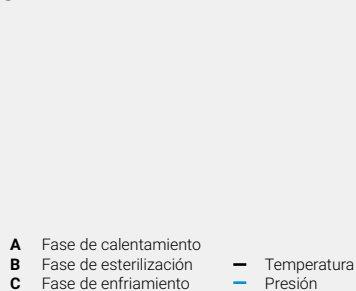 A Fase de calentamiento
B Fase de esterilización — Temperatura
C Fase de enfriamiento — Presión